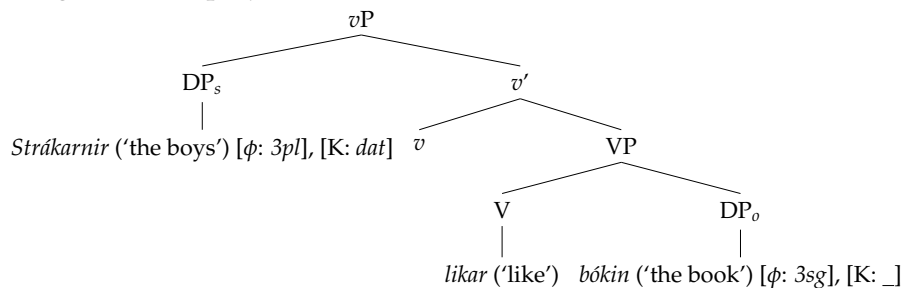 vP
DPₛ v′
Strákarnir ('the boys') [ϕ: 3pl], [K: dat] v VP
V DPₒ
likar ('like') bókin ('the book') [ϕ: 3sg], [K: _]